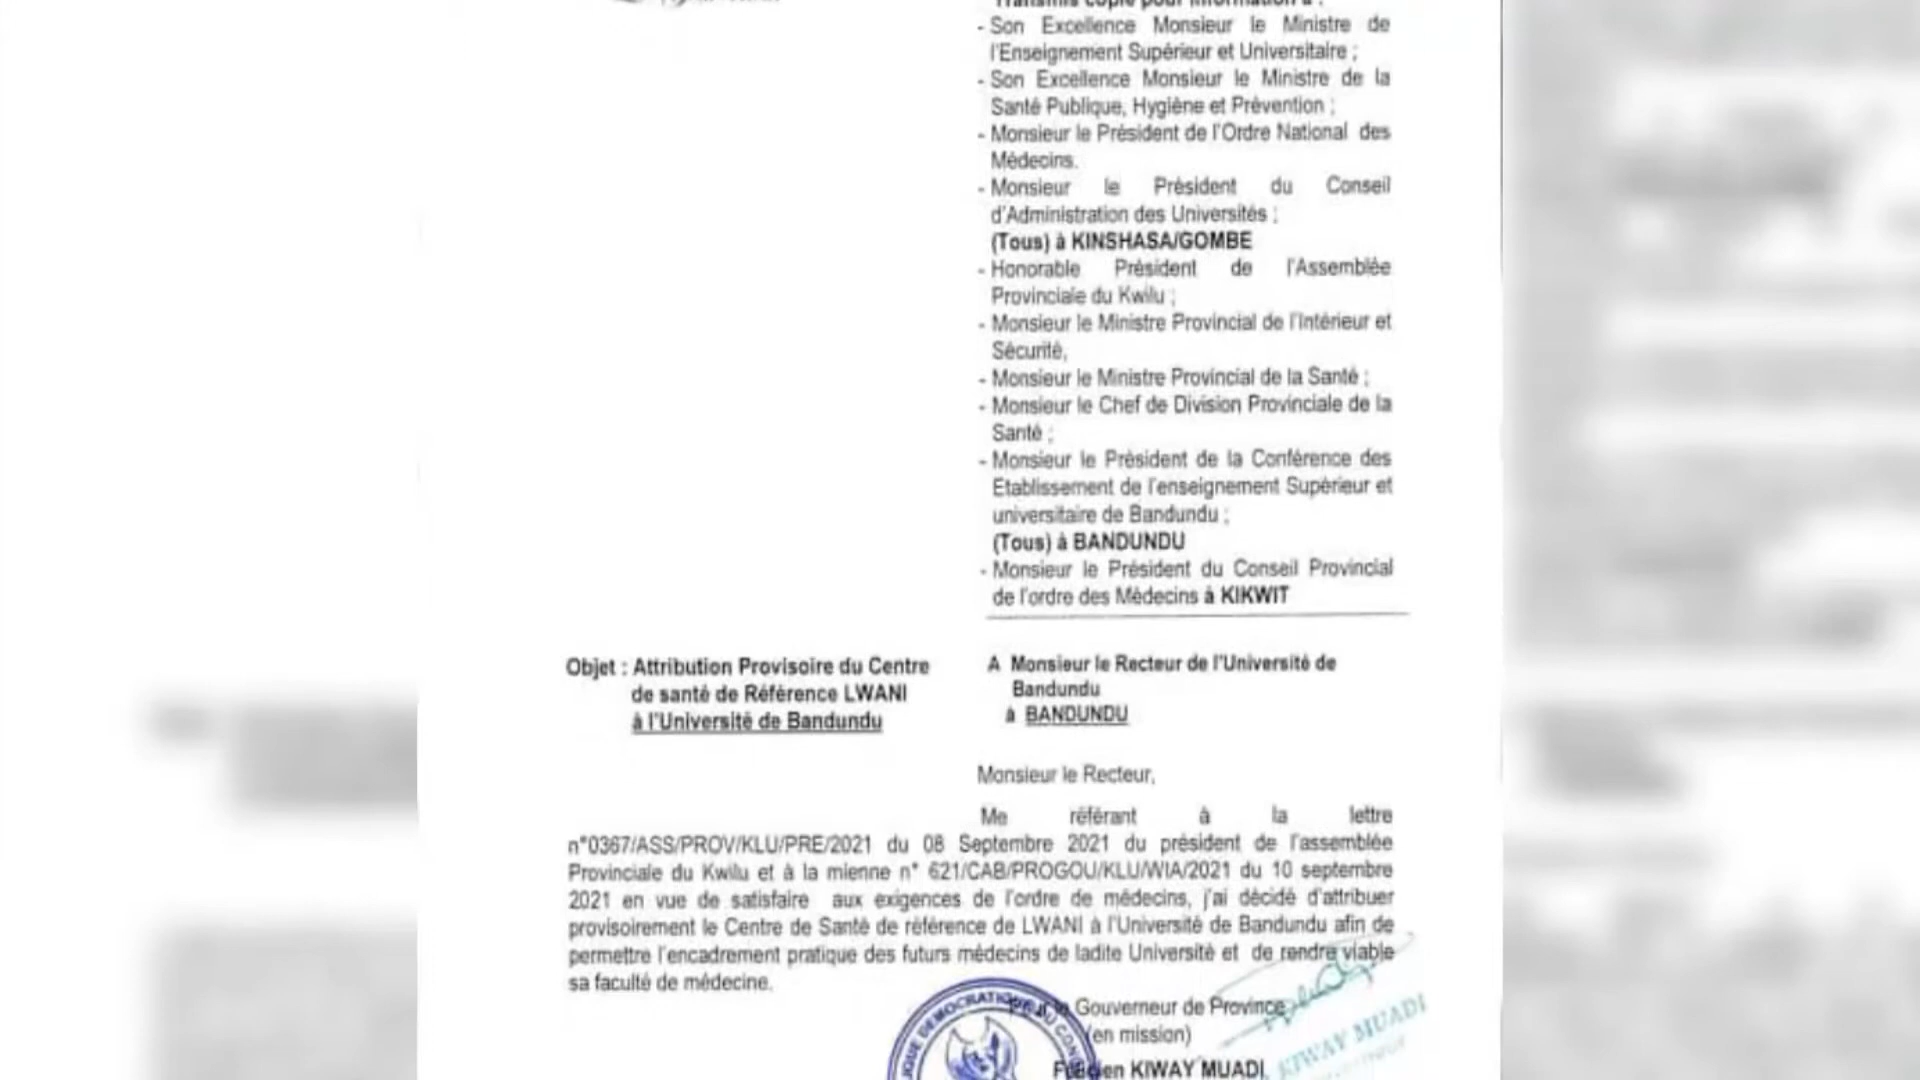 Transmis copie pour information à :
- Son Excellence Monsieur le Ministre de
l'Enseignement Supérieur et Universitaire ;
- Son Excellence Monsieur le Ministre de la
Santé Publique, Hygiène et Prévention ;
- Monsieur le Président de l'Ordre National des
Médecins.
- Monsieur le Président du Conseil
d'Administration des Universités ;
(Tous) à KINSHASA/GOMBE
- Honorable Président de l'Assemblée
Provinciale du Kwilu ;
- Monsieur le Ministre Provincial de l'Intérieur et
Sécurité,
- Monsieur le Ministre Provincial de la Santé ;
- Monsieur le Chef de Division Provinciale de la
Santé ;
- Monsieur le Président de la Conférence des
Etablissement de l'enseignement Supérieur et
universitaire de Bandundu ;
(Tous) à BANDUNDU
- Monsieur le Président du Conseil Provincial
de l'ordre des Médecins à KIKWIT
Objet : Attribution Provisoire du Centre
de santé de Référence LWANI
à l'Université de Bandundu
A Monsieur le Recteur de l'Université de
Bandundu
à BANDUNDU
Monsieur le Recteur,
Me référant à la lettre
n°0367/ASS/PROV/KLU/PRE/2021 du 08 Septembre 2021 du président de l'assemblée
Provinciale du Kwilu et à la mienne n° 621/CAB/PROGOU/KLU/WIA/2021 du 10 septembre
2021 en vue de satisfaire aux exigences de l'ordre de médecins, j'ai décidé d'attribuer
provisoirement le Centre de Santé de référence de LWANI à l'Université de Bandundu afin de
permettre l'encadrement pratique des futurs médecins de ladite Université et de rendre viable
sa faculté de médecine.
Gouverneur de Province
(en mission)
KIWAY MUADI
KIWAY MUADI
DEMOCRATIQUE DU CONGO